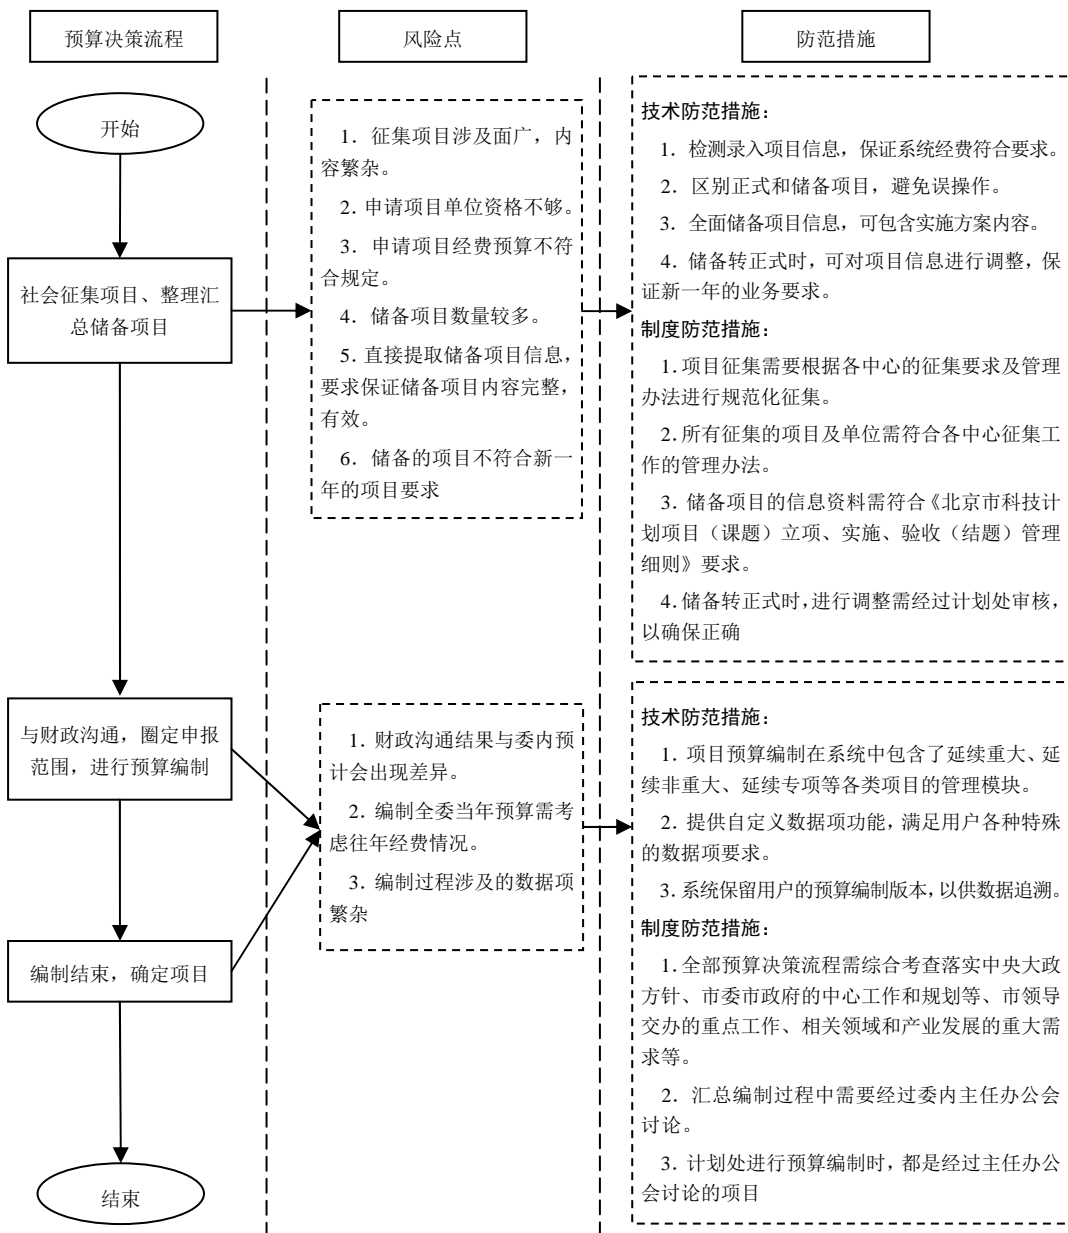 预算决策流程
风险点
防范措施
开始
社会征集项目、整理汇
总储备项目
与财政沟通，圈定申报
范围，进行预算编制
编制结束，确定项目
结束
1．征集项目涉及面广，内
容繁杂。
2．申请项目单位资格不够。
3．申请项目经费预算不符
合规定。
4．储备项目数量较多。
5．直接提取储备项目信息，
要求保证储备项目内容完整，
有效。
6．储备的项目不符合新一
年的项目要求
1．财政沟通结果与委内预
计会出现差异。
2．编制全委当年预算需考
虑往年经费情况。
3．编制过程涉及的数据项
繁杂
技术防范措施：
1．检测录入项目信息，保证系统经费符合要求。
2．区别正式和储备项目，避免误操作。
3．全面储备项目信息，可包含实施方案内容。
4．储备转正式时，可对项目信息进行调整，保
证新一年的业务要求。
制度防范措施：
1．项目征集需要根据各中心的征集要求及管理
办法进行规范化征集。
2．所有征集的项目及单位需符合各中心征集工
作的管理办法。
3．储备项目的信息资料需符合《北京市科技计
划项目（课题）立项、实施、验收（结题）管理
细则》要求。
4．储备转正式时，进行调整需经过计划处审核，
以确保正确
技术防范措施：
1．项目预算编制在系统中包含了延续重大、延
续非重大、延续专项等各类项目的管理模块。
2．提供自定义数据项功能，满足用户各种特殊
的数据项要求。
3．系统保留用户的预算编制版本，以供数据追溯。
制度防范措施：
1．全部预算决策流程需综合考查落实中央大政
方针、市委市政府的中心工作和规划等、市领导
交办的重点工作、相关领域和产业发展的重大需
求等。
2．汇总编制过程中需要经过委内主任办公会
讨论。
3．计划处进行预算编制时，都是经过主任办公
会讨论的项目